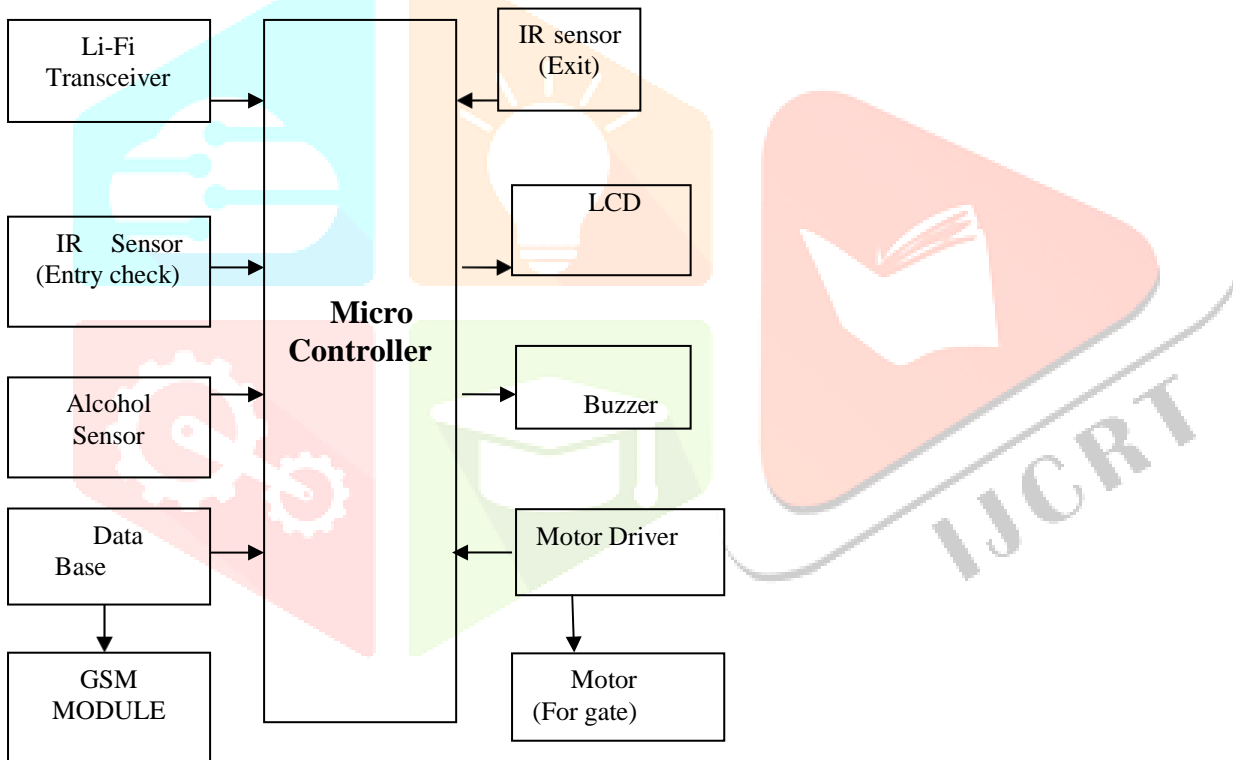 Li-Fi
Transceiver
IR sensor
(Exit)
LCD
IR Sensor
(Entry check)
Micro
Controller
Buzzer
Alcohol
Sensor
Data
Base
Motor Driver
GSM
MODULE
Motor
(For gate)
IJCRT